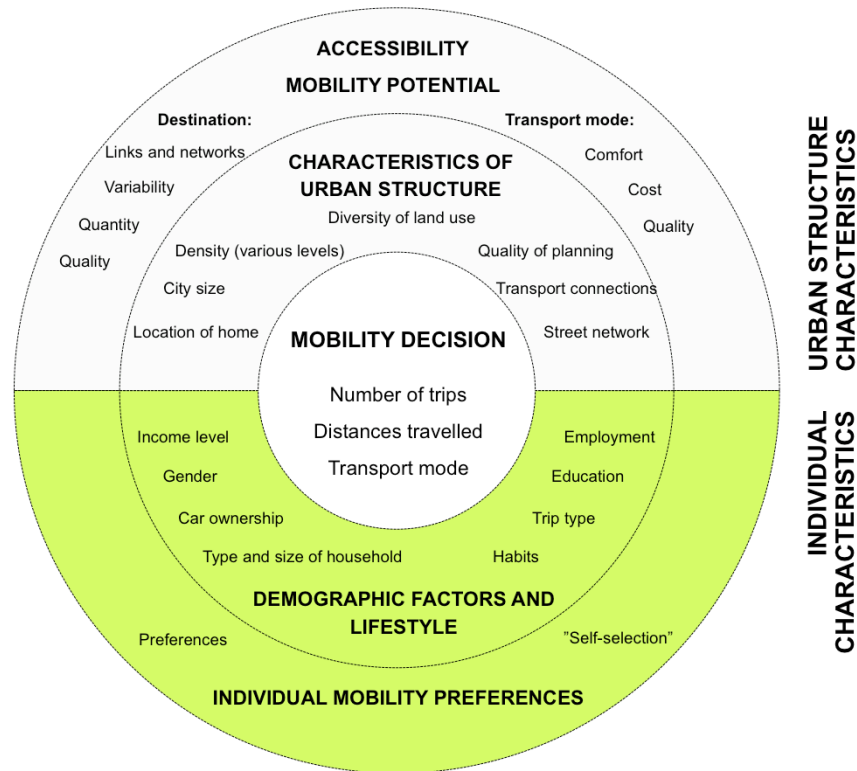 ACCESSIBILITY
MOBILITY POTENTIAL
Destination:
Links and networks
Variability
Quantity
Quality
Transport mode:
Comfort
Cost
Quality
CHARACTERISTICS OF
URBAN STRUCTURE
Diversity of land use
Density (various levels)
City size
Location of home
Quality of planning
Transport connections
Street network
MOBILITY DECISION
Number of trips
Distances travelled
Transport mode
Income level
Gender
Car ownership
Type and size of household
Employment
Education
Trip type
Habits
DEMOGRAPHIC FACTORS AND
LIFESTYLE
Preferences
”Self-selection”
INDIVIDUAL MOBILITY PREFERENCES
URBAN STRUCTURE
CHARACTERISTICS
INDIVIDUAL
CHARACTERISTICS